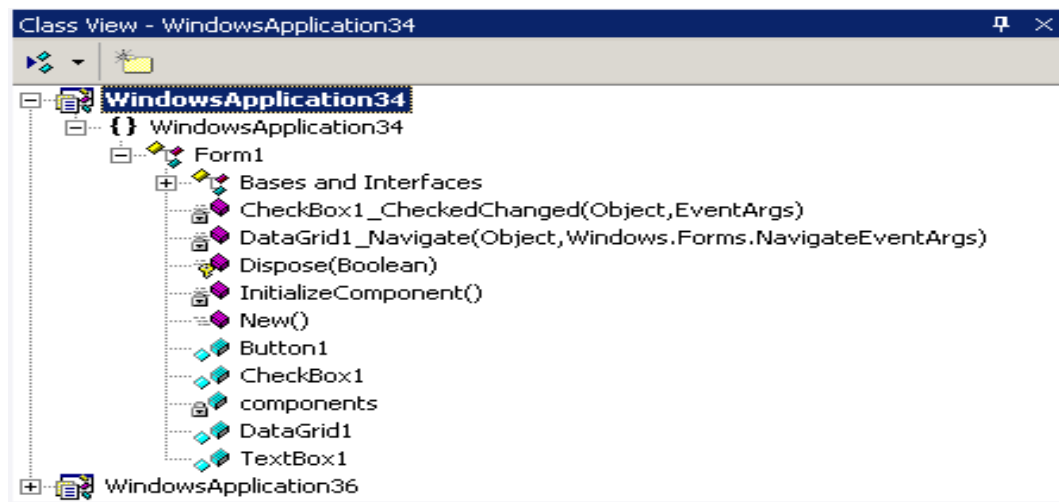 Class View - WindowsApplication34
WindowsApplication34
{} WindowsApplication34
Form1
Bases and Interfaces
CheckBox1_CheckedChanged(Object,EventArgs)
DataGrid1_Navigate(Object,Windows.Forms.NavigateEventArgs)
Dispose(Boolean)
InitializeComponent()
New()
Button1
CheckBox1
components
DataGrid1
TextBox1
WindowsApplication36